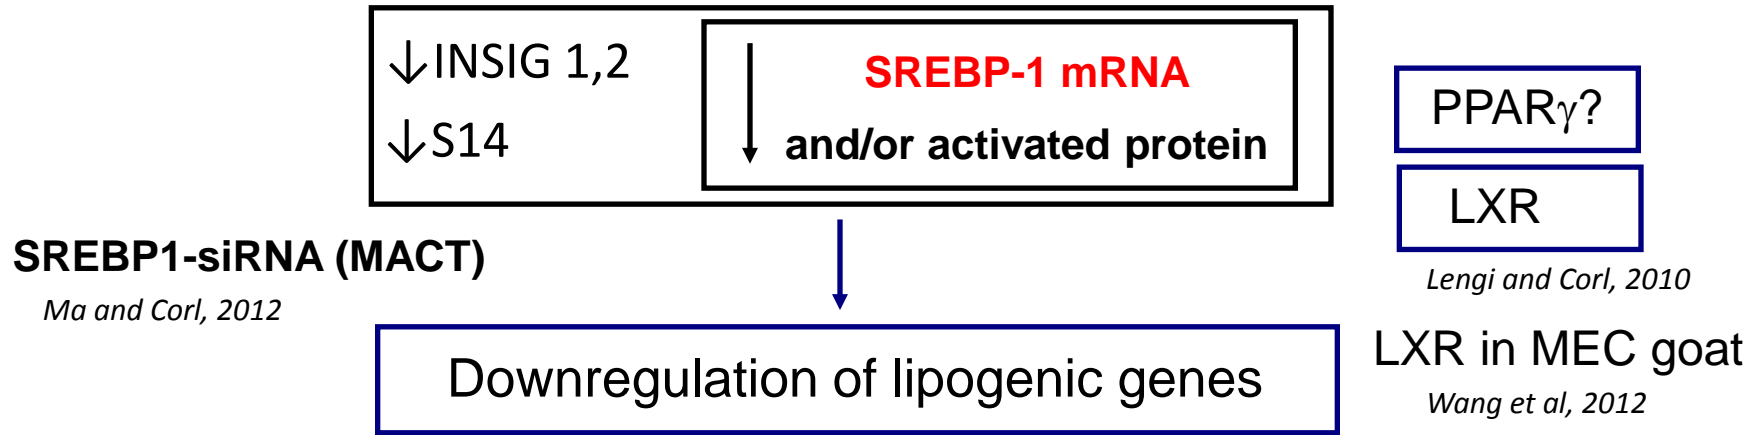 ↓INSIG 1,2
↓S14
SREBP-1 mRNA
and/or activated protein
PPARγ?
LXR
Lengi and Corl, 2010
SREBP1-siRNA (MACT)
Ma and Corl, 2012
Downregulation of lipogenic genes
LXR in MEC goat
Wang et al, 2012